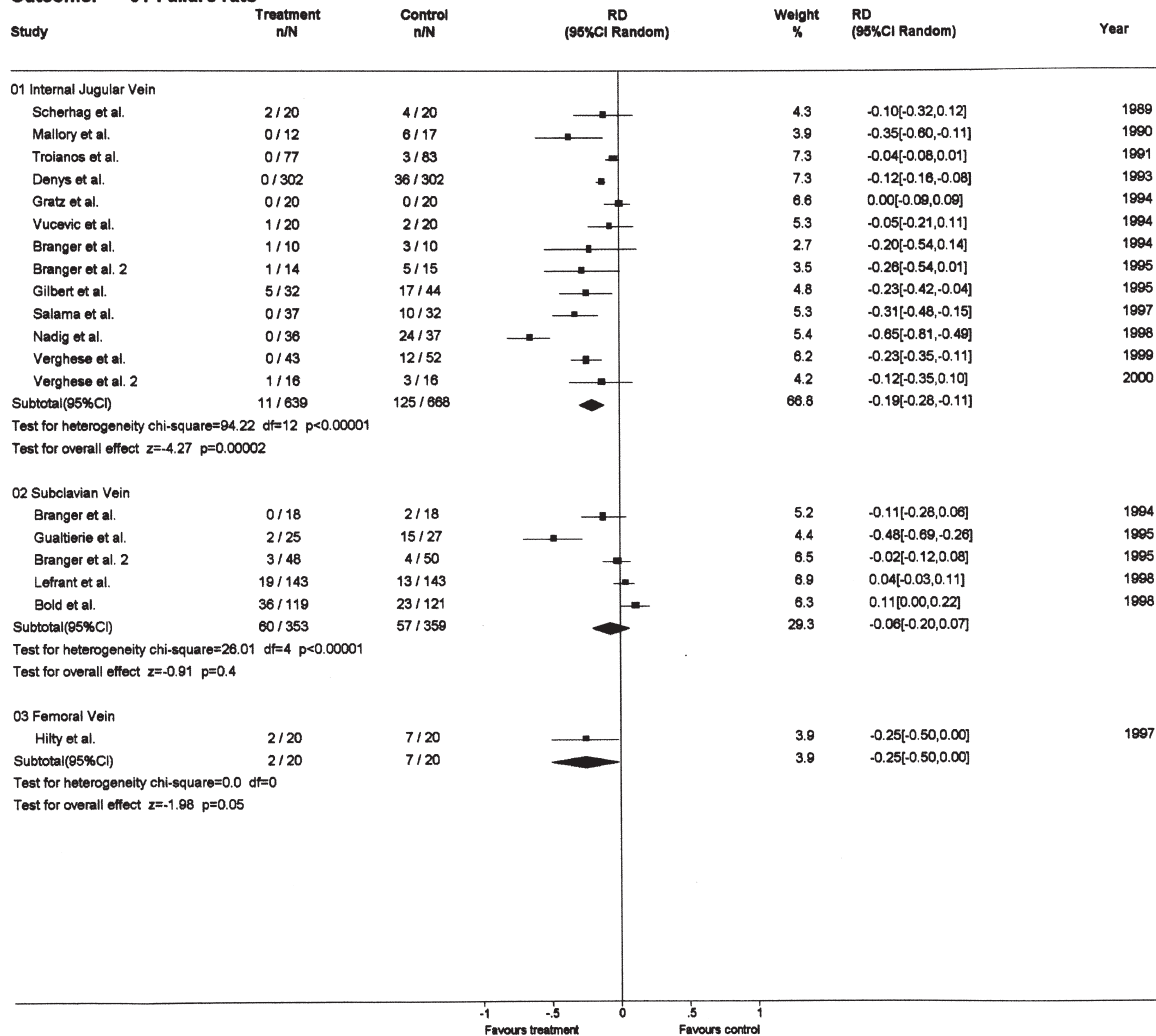 Outcome: 01 Failure rate
Treatment Control RD Weight RD
Study n/N n/N (95%CI Random) % (95%CI Random) Year
01 Internal Jugular Vein
Scherhag et al. 2 / 20 4 / 20 4.3 -0.10[-0.32,0.12] 1989
Mallory et al. 0 / 12 6 / 17 3.9 -0.35[-0.60,-0.11] 1990
Troianos et al. 0 / 77 3 / 83 7.3 -0.04[-0.08,0.01] 1991
Denys et al. 0 / 302 36 / 302 7.3 -0.12[-0.16,-0.08] 1993
Gratz et al. 0 / 20 0 / 20 6.6 0.00[-0.09,0.09] 1994
Vucevic et al. 1 / 20 2 / 20 5.3 -0.05[-0.21,0.11] 1994
Branger et al. 1 / 10 3 / 10 2.7 -0.20[-0.54,0.14] 1994
Branger et al. 2 1 / 14 5 / 15 3.5 -0.26[-0.54,0.01] 1995
Gilbert et al. 5 / 32 17 / 44 4.8 -0.23[-0.42,-0.04] 1995
Salama et al. 0 / 37 10 / 32 5.3 -0.31[-0.48,-0.15] 1997
Nadig et al. 0 / 36 24 / 37 5.4 -0.65[-0.81,-0.49] 1998
Verghese et al. 0 / 43 12 / 52 6.2 -0.23[-0.35,-0.11] 1999
Verghese et al. 2 1 / 16 3 / 16 4.2 -0.12[-0.35,0.10] 2000
Subtotal(95%CI) 11 / 639 125 / 668 66.8 -0.19[-0.28,-0.11]
Test for heterogeneity chi-square=94.22 df=12 p<0.00001
Test for overall effect z=-4.27 p=0.00002
02 Subclavian Vein
Branger et al. 0 / 18 2 / 18 5.2 -0.11[-0.28,0.06] 1994
Gualtierie et al. 2 / 25 15 / 27 4.4 -0.48[-0.69,-0.26] 1995
Branger et al. 2 3 / 48 4 / 50 6.5 -0.02[-0.12,0.08] 1995
Lefrant et al. 19 / 143 13 / 143 6.9 0.04[-0.03,0.11] 1998
Bold et al. 36 / 119 23 / 121 6.3 0.11[0.00,0.22] 1998
Subtotal(95%CI) 60 / 353 57 / 359 29.3 -0.06[-0.20,0.07]
Test for heterogeneity chi-square=26.01 df=4 p<0.00001
Test for overall effect z=-0.91 p=0.4
03 Femoral Vein
Hilty et al. 2 / 20 7 / 20 3.9 -0.25[-0.50,0.00] 1997
Subtotal(95%CI) 2 / 20 7 / 20 3.9 -0.25[-0.50,0.00]
Test for heterogeneity chi-square=0.0 df=0
Test for overall effect z=-1.98 p=0.05
-1 -.5 0 .5 1
Favours treatment Favours control